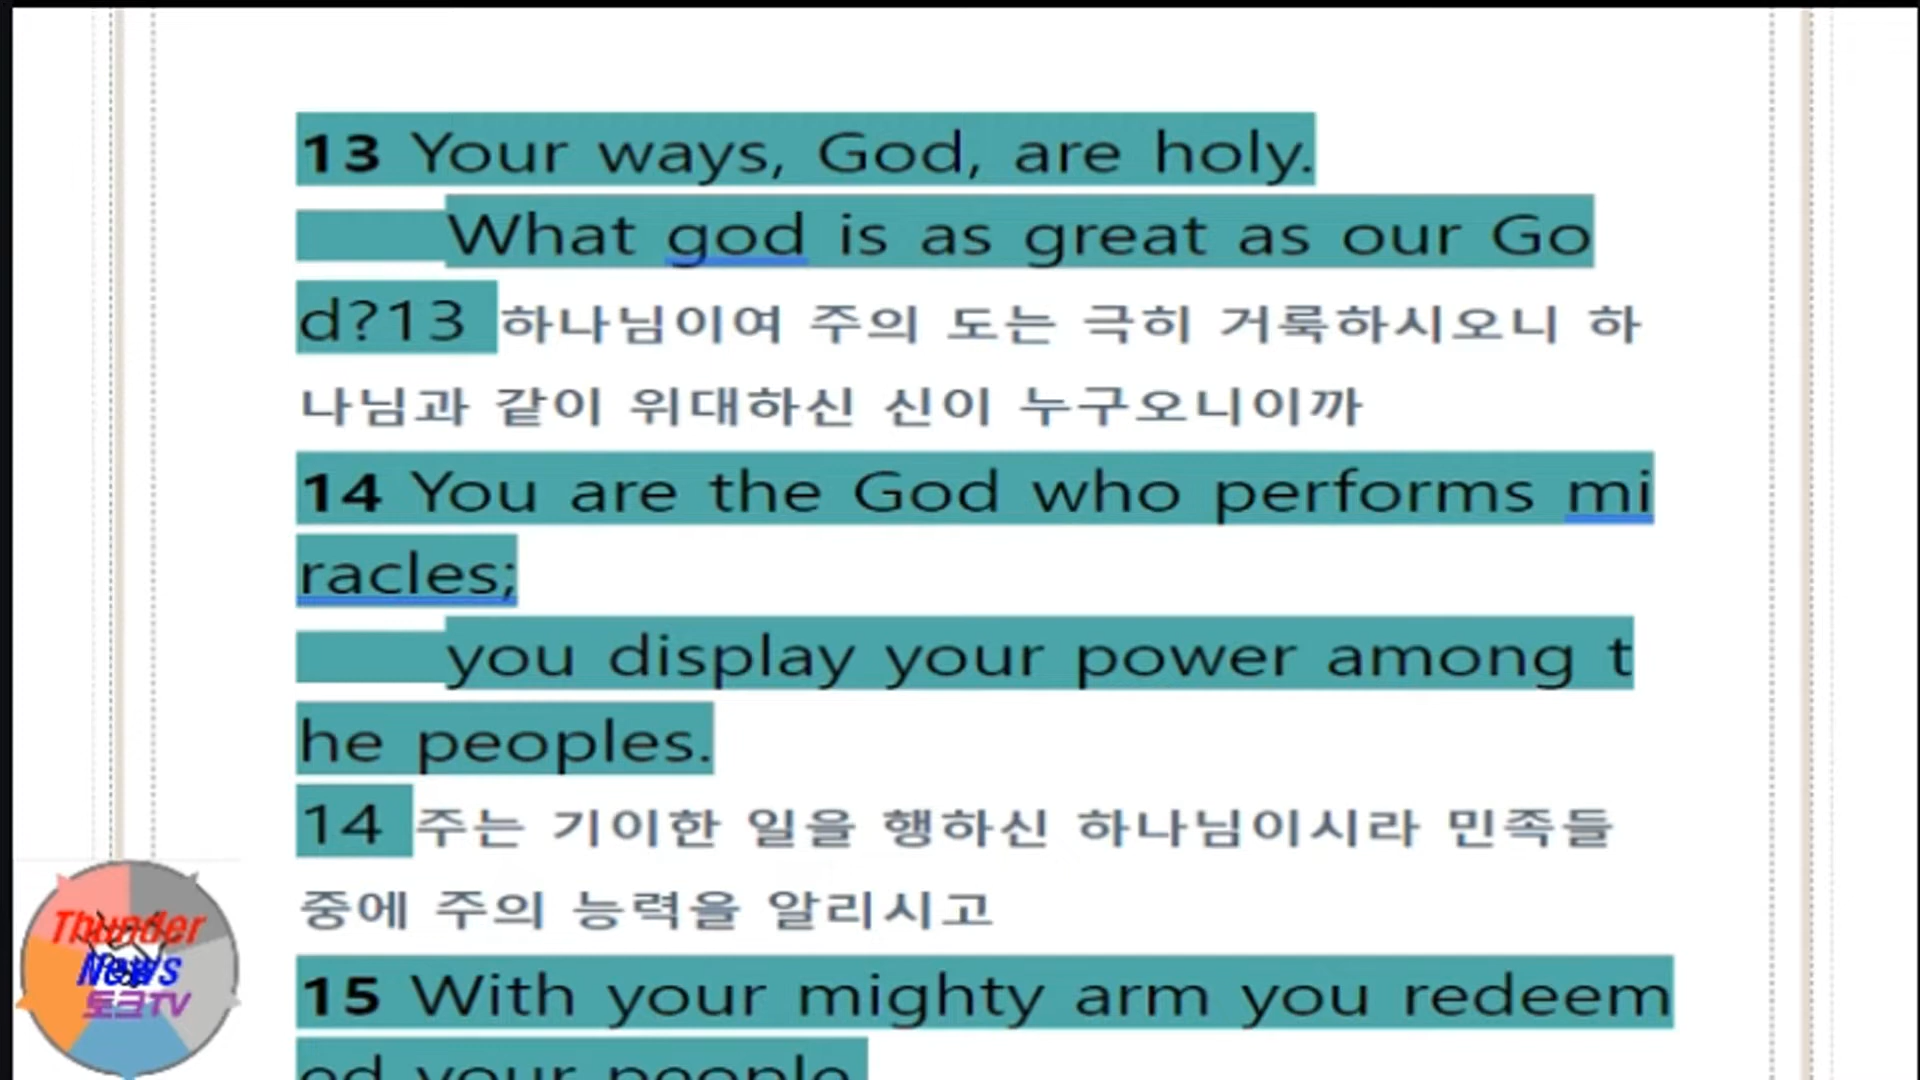 13 Your ways, God, are holy.
What god is as great as our Go
d?13 하나님이여 주의 도는 극히 거룩하시오니 하
나님과 같이 위대하신 신이 누구오니이까
14 You are the God who performs mi
racles;
you display your power among t
he peoples.
14 주는 기이한 일을 행하신 하나님이시라 민족들
중에 주의 능력을 알리시고
15 With your mighty arm you redeem
ed your people,
Thunder
News
토크TV